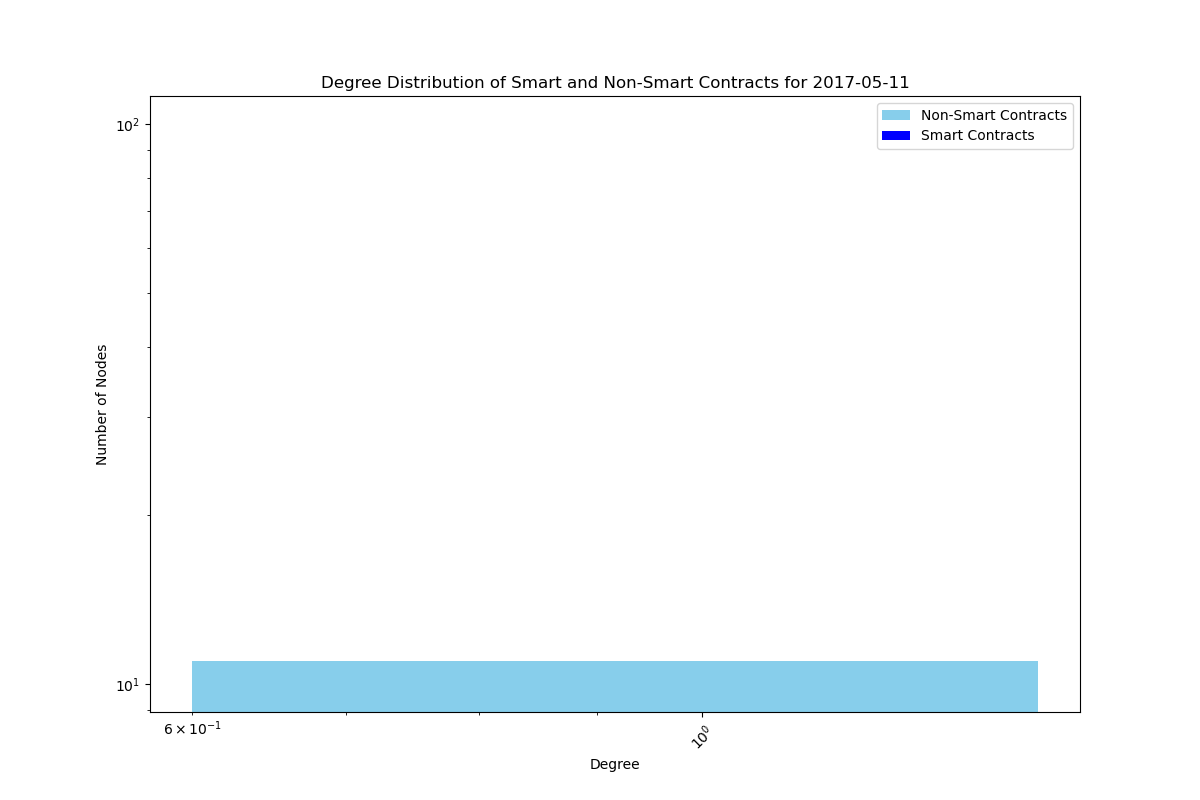 Degree Distribution of Smart and Non-Smart Contracts for 2017-05-11
Non-Smart Contracts
Smart Contracts
10²
10¹
Number of Nodes
6 × 10⁻¹
10⁰
Degree